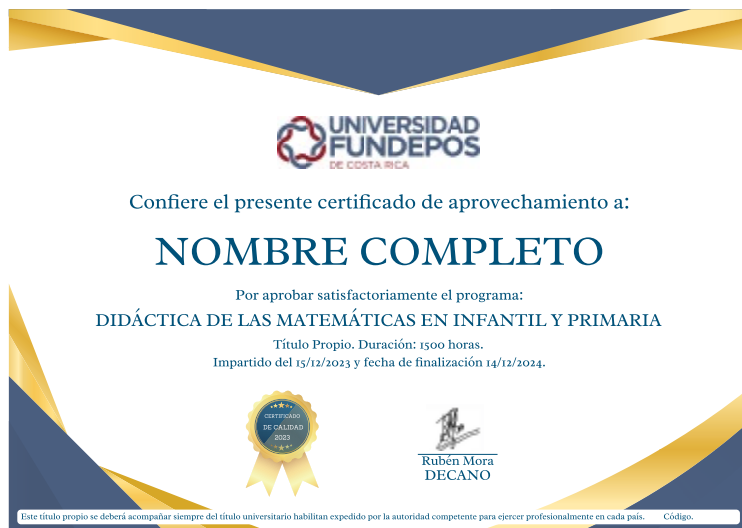 UNIVERSIDAD
FUNDEPOS
DE COSTA RICA
Confiere el presente certificado de aprovechamiento a:
NOMBRE COMPLETO
Por aprobar satisfactoriamente el programa:
DIDÁCTICA DE LAS MATEMÁTICAS EN INFANTIL Y PRIMARIA
Título Propio. Duración: 1500 horas.
Impartido del 15/12/2023 y fecha de finalización 14/12/2024.
CERTIFICADO
DE CALIDAD
2023
Rubén Mora
DECANO
Este título propio se deberá acompañar siempre del título universitario habilitan expedido por la autoridad competente para ejercer profesionalmente en cada país. Código.